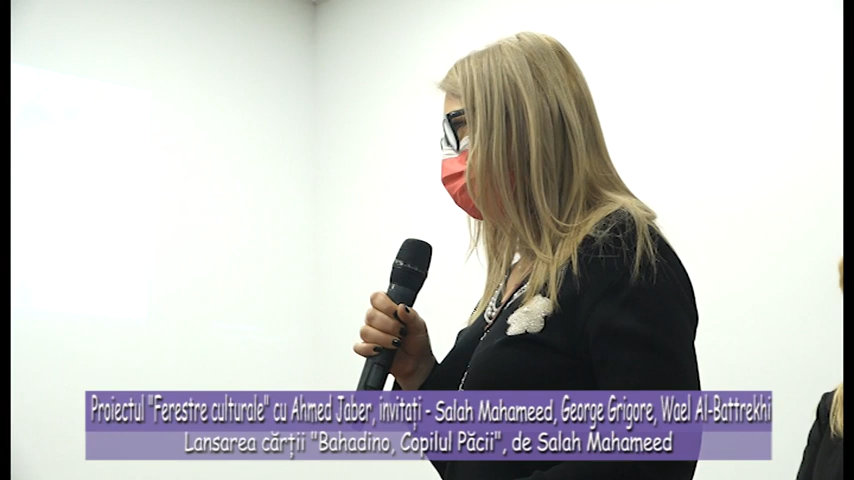 Proiectul "Ferestre culturale" cu Ahmed Jaber, invitați - Salah Mahameed, George Grigore, Wael Al-Battrekhi
Lansarea cărții "Bahadino, Copilul Păcii", de Salah Mahameed